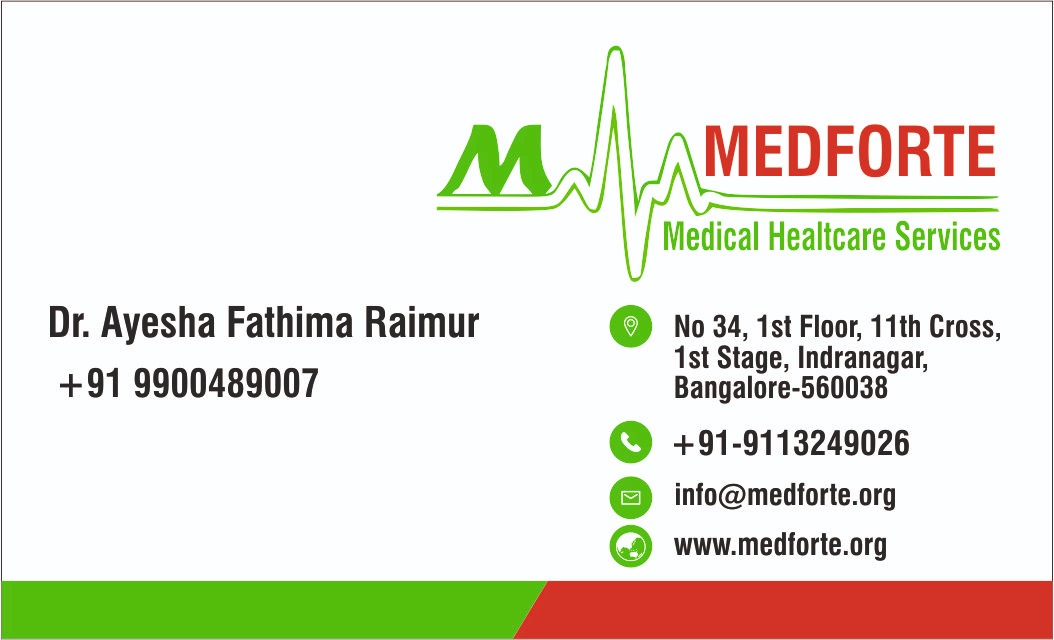 M MEDFORTE
Medical Healtcare Services
Dr. Ayesha Fathima Raimur
+91 9900489007
No 34, 1st Floor, 11th Cross,
1st Stage, Indranagar,
Bangalore-560038
+91-9113249026
info@medforte.org
www.medforte.org